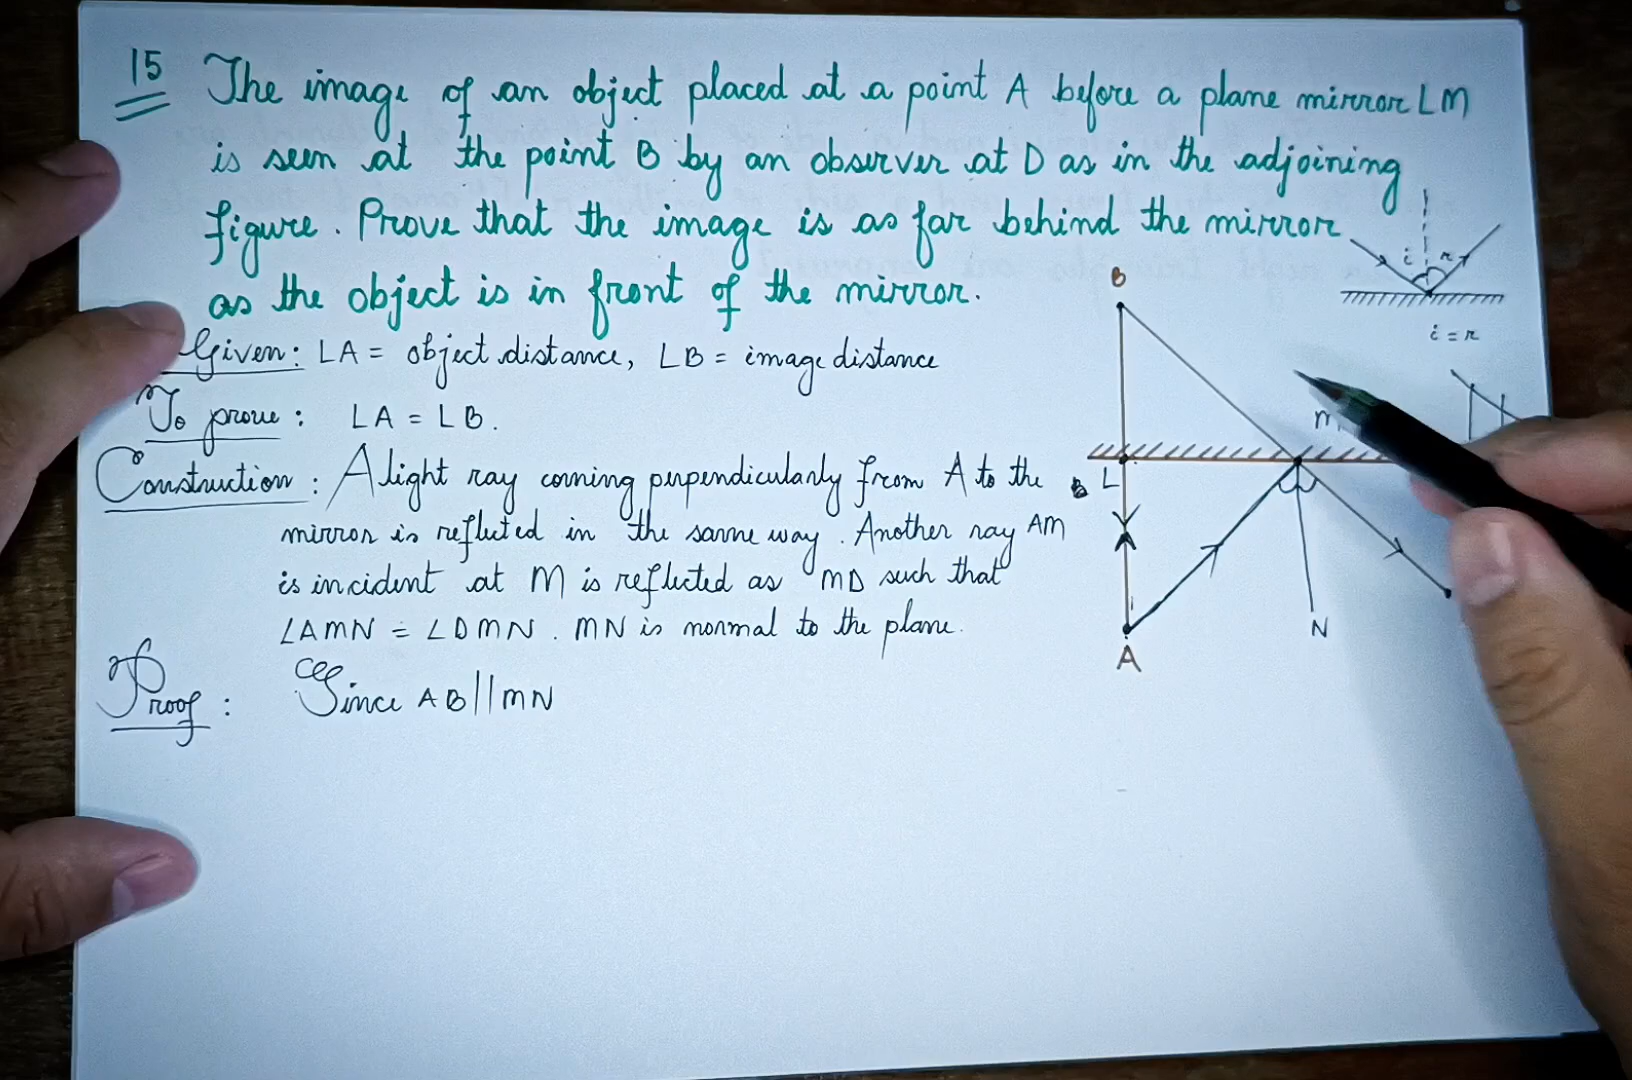 15 The image of an object placed at a point A before a plane mirror LM
is seen at the point B by an observer at D as in the adjoining
figure. Prove that the image is as far behind the mirror
as the object is in front of the mirror.
Given: LA = object distance, LB = image distance
To prove: LA = LB.
Construction: A light ray coming perpendicularly from A to the
mirror is reflected in the same way. Another ray AM
is incident at M is reflected as MD such that
∠AMN = ∠DMN. MN is normal to the plane.
Proof: Since AB||MN
i r
i = r
B
M
L
N
A